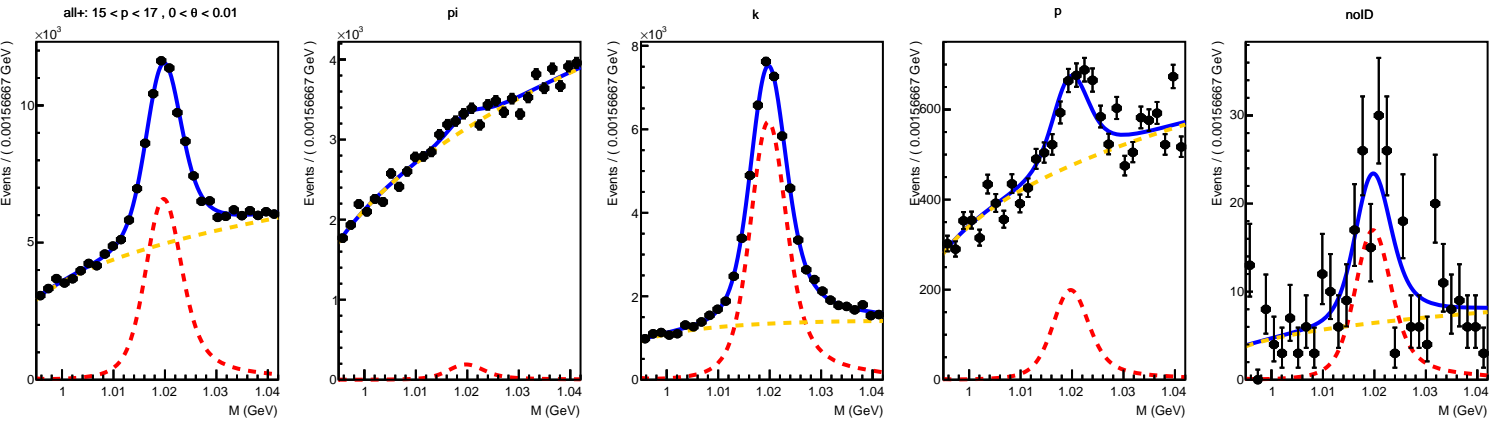 all+: 15 < p < 17 , 0 < θ < 0.01
×10³
Events / ( 0.00156667 GeV )
10
5
0
1 1.01 1.02 1.03 1.04
M (GeV)
pi
×10³
Events / ( 0.00156667 GeV )
4
3
2
1
0
1 1.01 1.02 1.03 1.04
M (GeV)
k
×10³
Events / ( 0.00156667 GeV )
8
6
4
2
0
1 1.01 1.02 1.03 1.04
M (GeV)
p
Events / ( 0.00156667 GeV )
600
400
200
0
1 1.01 1.02 1.03 1.04
M (GeV)
noID
Events / ( 0.00156667 GeV )
30
20
10
0
1 1.01 1.02 1.03 1.04
M (GeV)